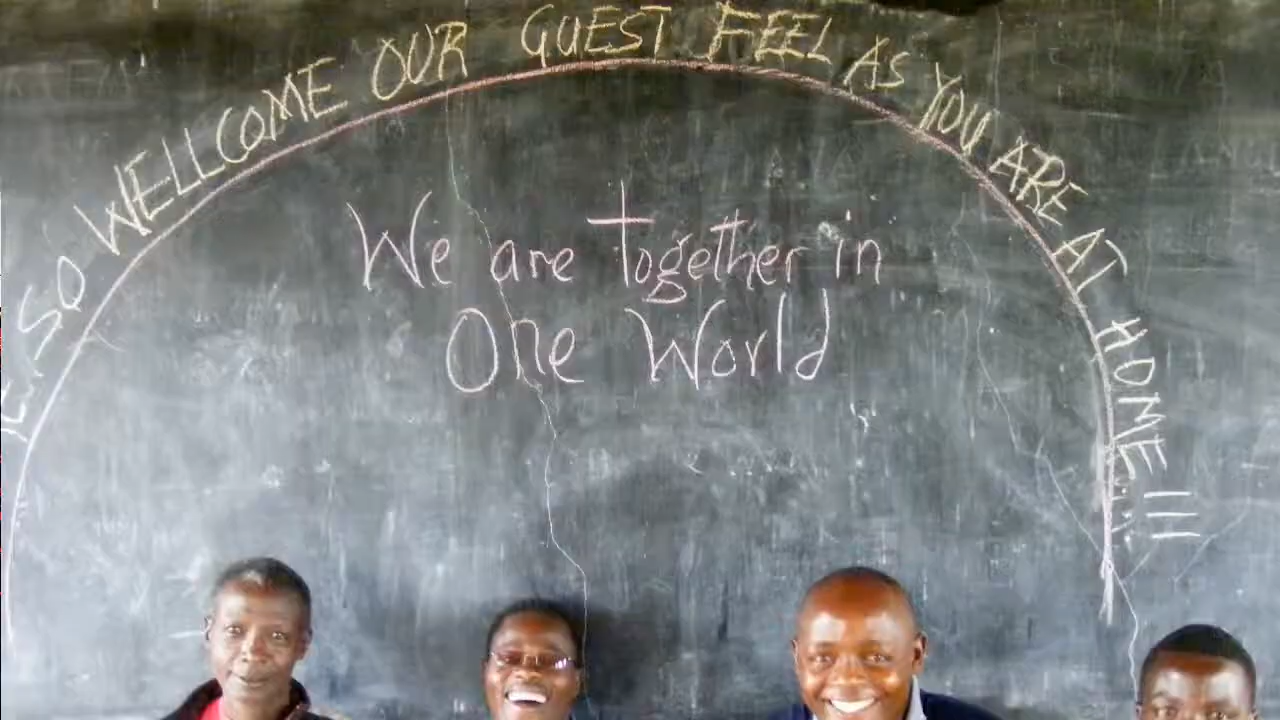 SO WELLCOME OUR GUEST FEEL AS YOU ARE AT HOME !!!
We are together in
One World